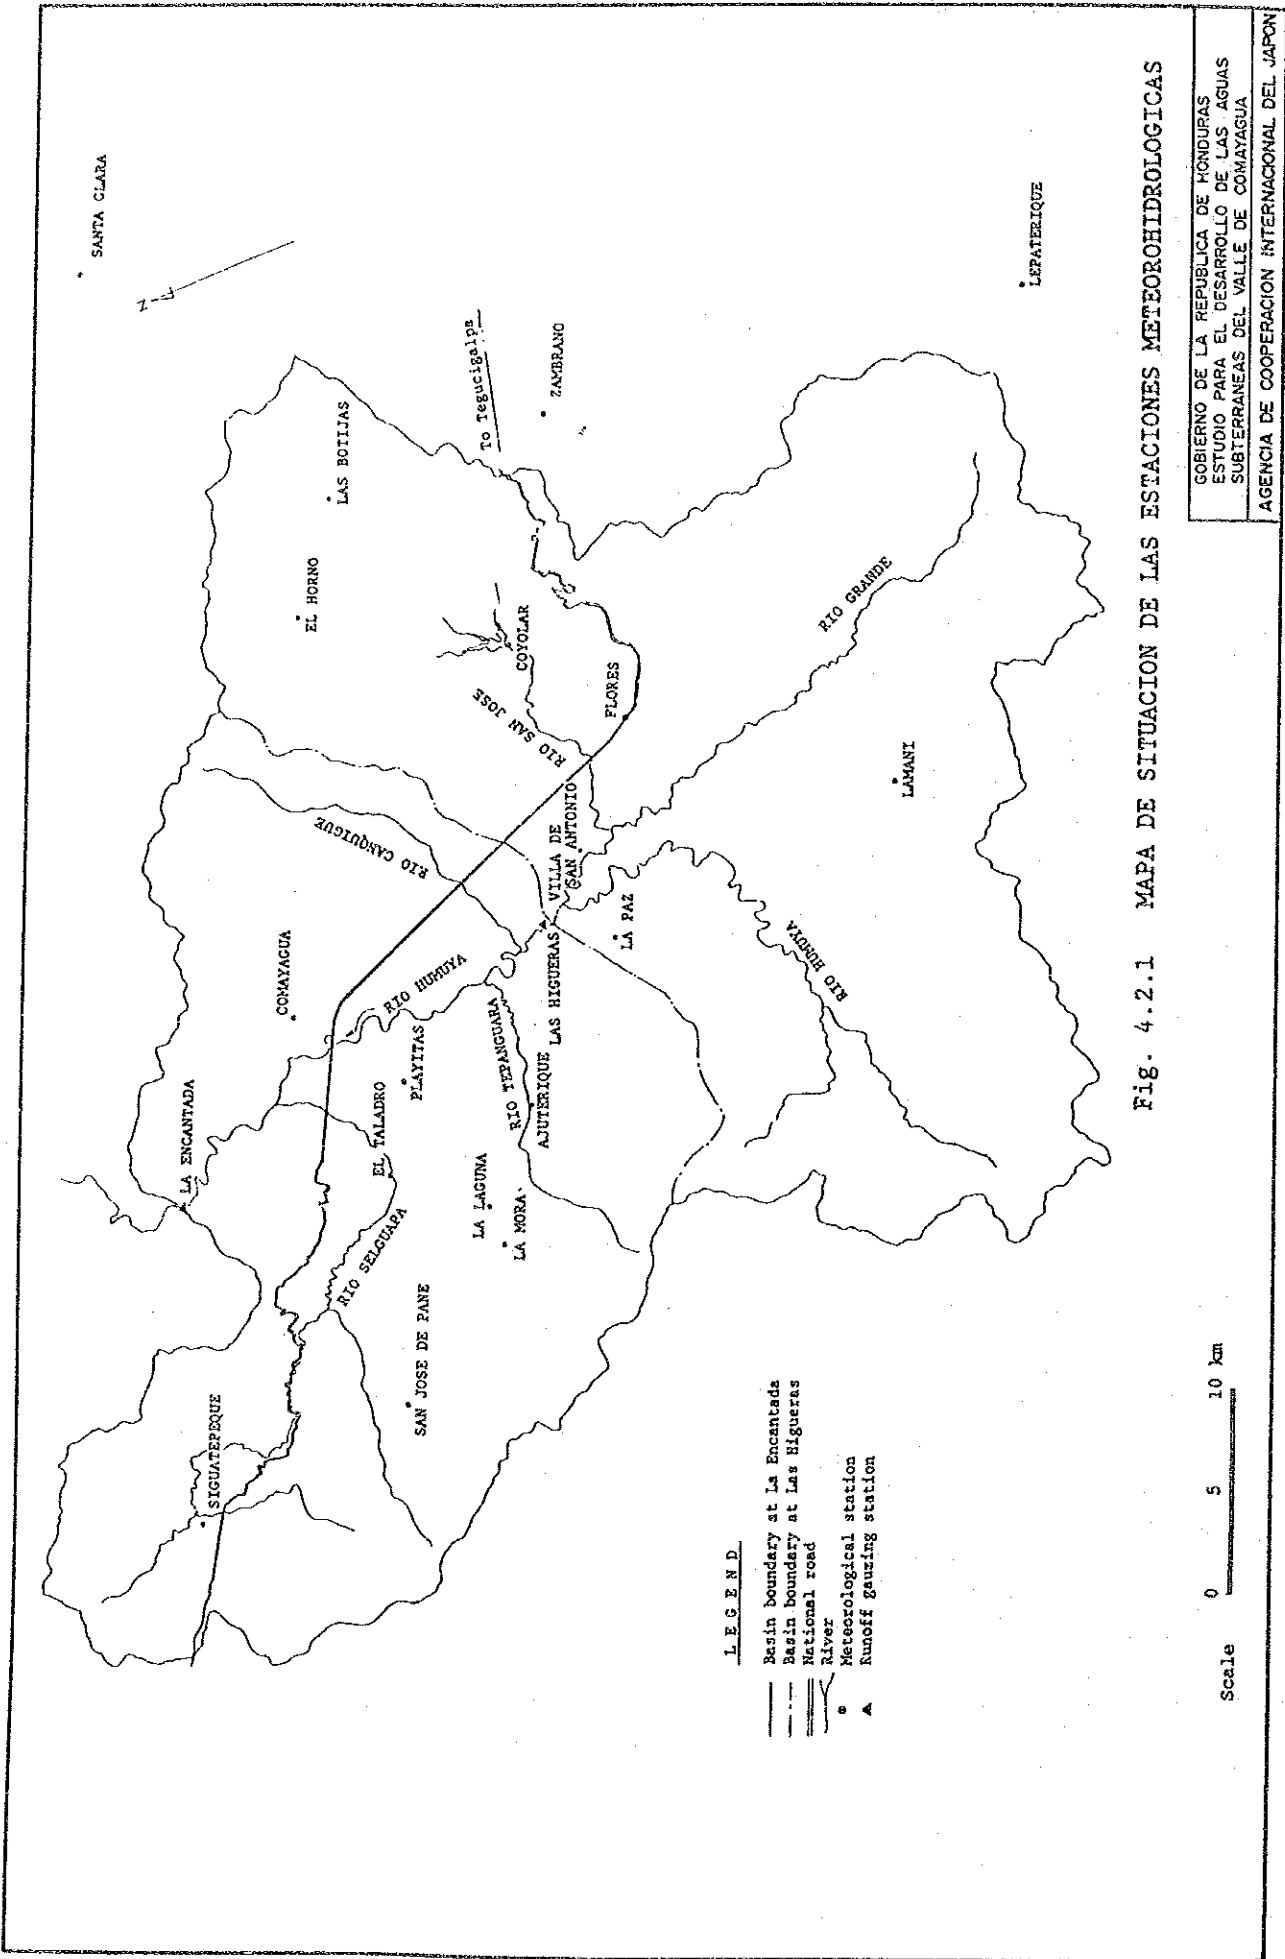 SANTA CLARA
N
To Tegucigalpa
ZAMBRANO
LAS BOTIJAS
EL HORNO
COYOLAR
FLORES
RIO SAN JOSE
RIO GRANDE
LEPATERIQUE
RIO CANQUIGUE
COMAYAGUA
VILLA DE
SAN ANTONIO
LAMANI
LA PAZ
LAS HIGUERAS
RIO HUMUYA
RIO HUMUYA
LA ENCANTADA
PLAYITAS
EL TALADRO
RIO TEPANGUARA
AJUTERIQUE
LA LAGUNA
LA MORA
RIO SELGUAPA
SAN JOSE DE PANE
SIGUATEPEQUE
LEGEND
Basin boundary at La Encantada
Basin boundary at Las Higueras
National road
River
Meteorological station
Runoff gauzing station
Scale
0 5 10 km
Fig. 4.2.1 MAPA DE SITUACION DE LAS ESTACIONES METEOROHIDROLOGICAS
GOBIERNO DE LA REPUBLICA DE HONDURAS
ESTUDIO PARA EL DESARROLLO DE LAS AGUAS
SUBTERRANEAS DEL VALLE DE COMAYAGUA
AGENCIA DE COOPERACION INTERNACIONAL DEL JAPON